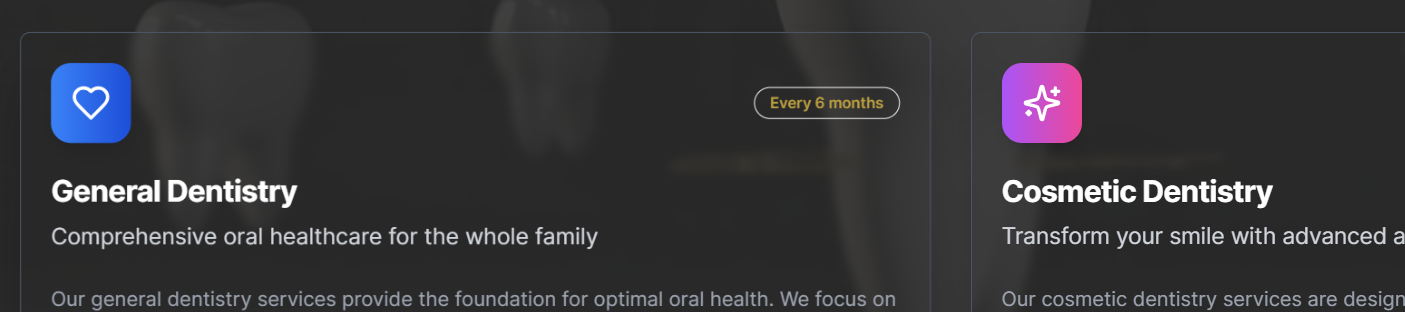 Every 6 months
General Dentistry
Comprehensive oral healthcare for the whole family
Our general dentistry services provide the foundation for optimal oral health. We focus on
Cosmetic Dentistry
Transform your smile with advanced a
Our cosmetic dentistry services are design